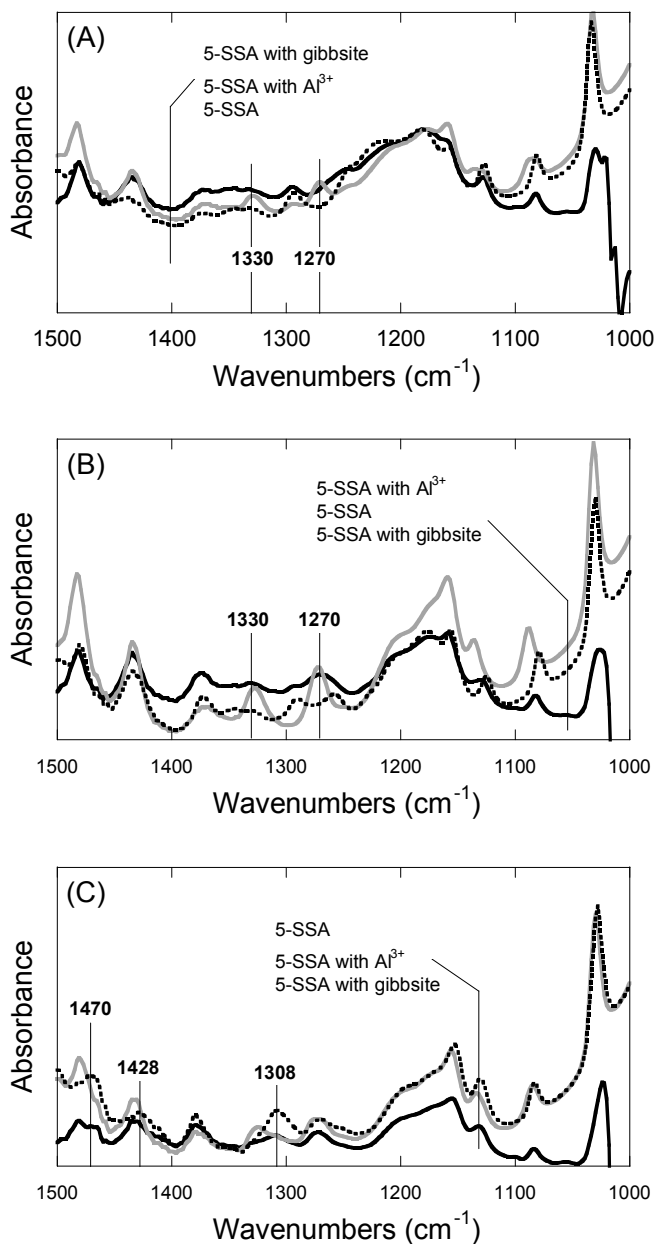 (A)
5-SSA with gibbsite
5-SSA with Al³⁺
5-SSA
1330 1270
Absorbance
1500 1400 1300 1200 1100 1000
Wavenumbers (cm⁻¹)
(B)
5-SSA with Al³⁺
5-SSA
5-SSA with gibbsite
1330 1270
Absorbance
1500 1400 1300 1200 1100 1000
Wavenumbers (cm⁻¹)
(C)
5-SSA
5-SSA with Al³⁺
5-SSA with gibbsite
1470
1428
1308
Absorbance
1500 1400 1300 1200 1100 1000
Wavenumbers (cm⁻¹)